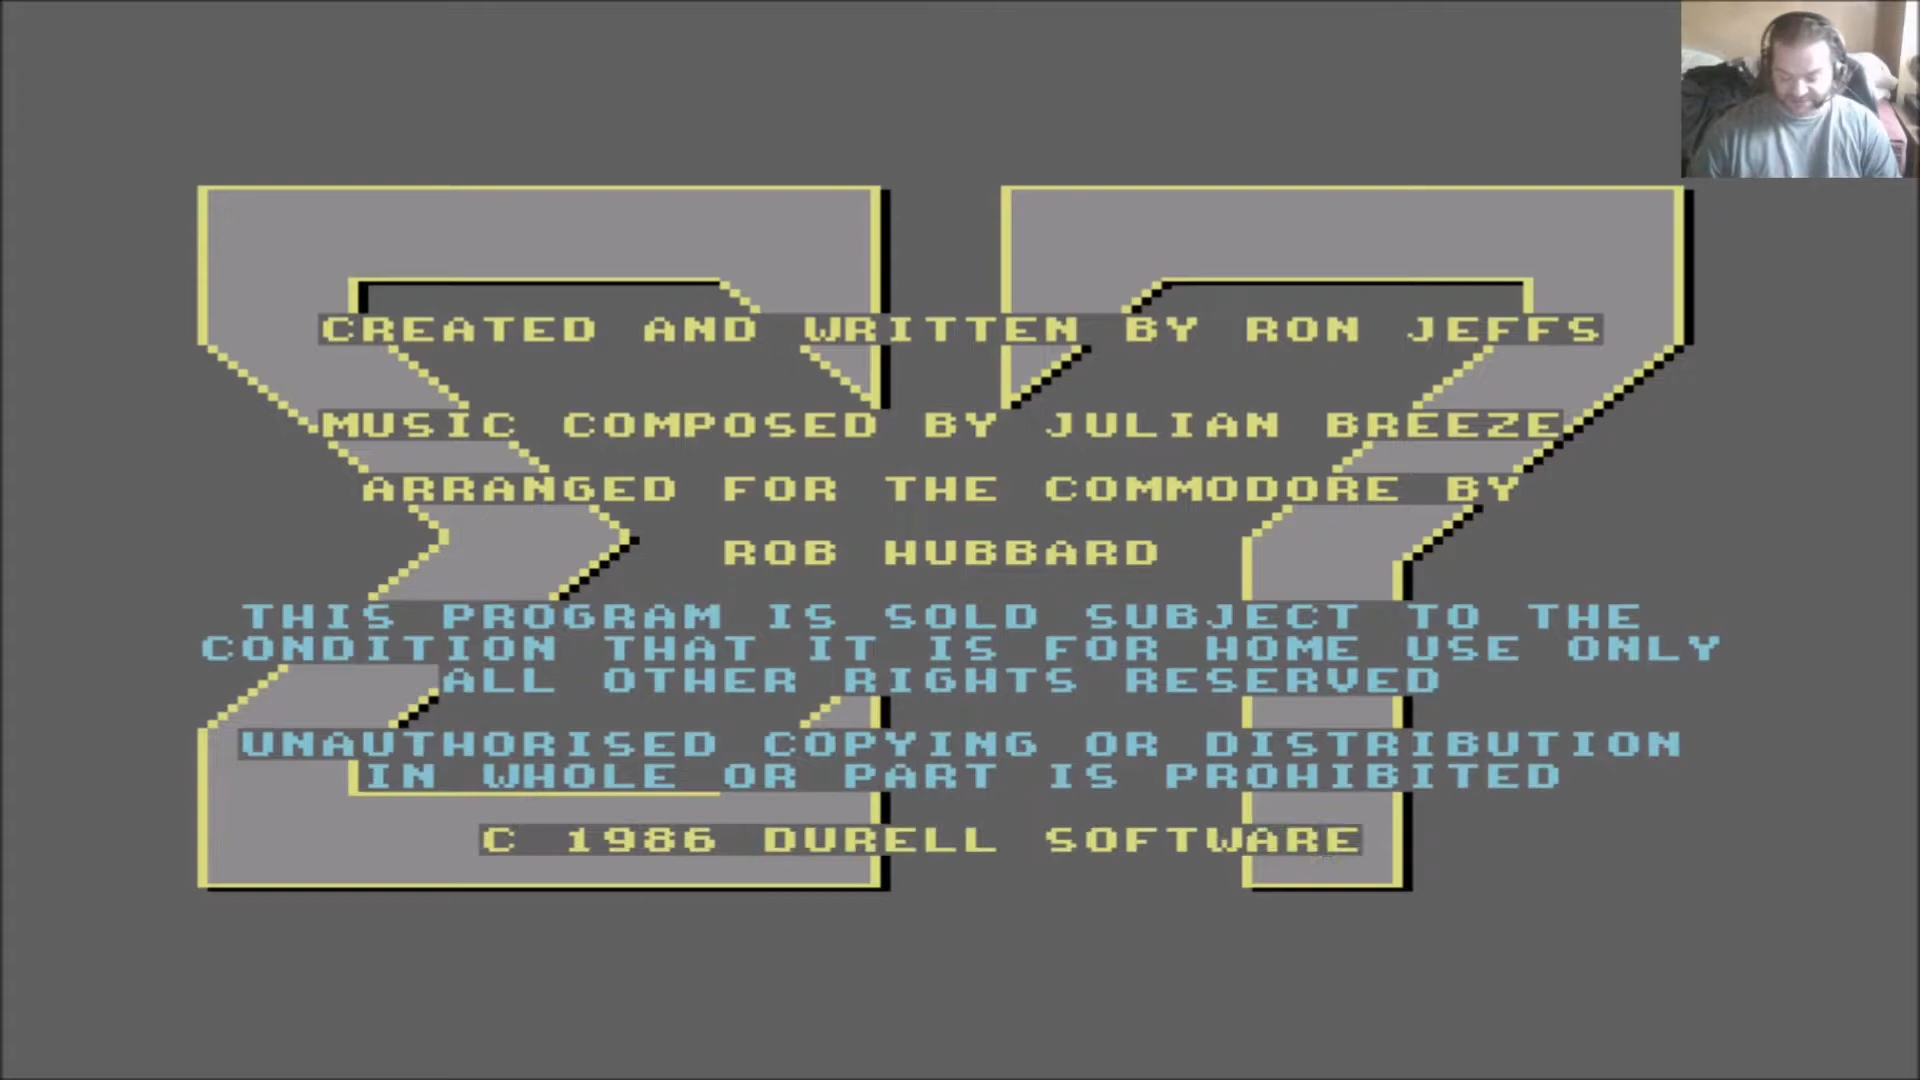 CREATED AND WRITTEN BY RON JEFFS
MUSIC COMPOSED BY JULIAN BREEZE
ARRANGED FOR THE COMMODORE BY
ROB HUBBARD
THIS PROGRAM IS SOLD SUBJECT TO THE
CONDITION THAT IT IS FOR HOME USE ONLY
ALL OTHER RIGHTS RESERVED
UNAUTHORISED COPYING OR DISTRIBUTION
IN WHOLE OR PART IS PROHIBITED
C 1986 DURELL SOFTWARE
Σ7